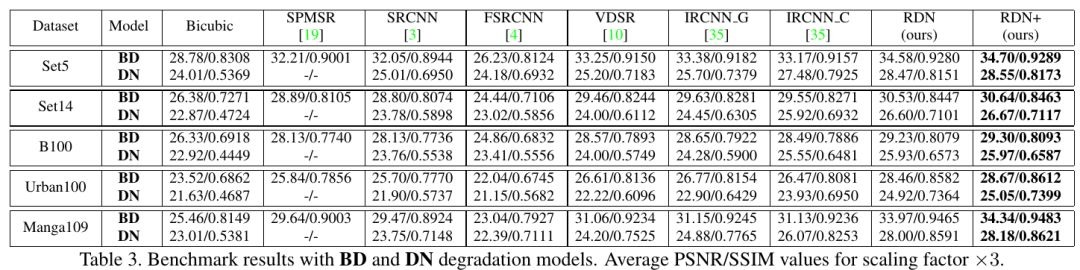 Dataset Model Bicubic SPMSR [19] SRCNN [3] FSRCNN [4] VDSR [10] IRCNN_G [35] IRCNN_C [35] RDN (ours) RDN+ (ours)
Set5 BD 28.78/0.8308 32.21/0.9001 32.05/0.8944 26.23/0.8124 33.25/0.9150 33.38/0.9182 33.17/0.9157 34.58/0.9280 34.70/0.9289
DN 24.01/0.5369 -/- 25.01/0.6950 24.18/0.6932 25.20/0.7183 25.70/0.7379 27.48/0.7925 28.47/0.8151 28.55/0.8173
Set14 BD 26.38/0.7271 28.89/0.8105 28.80/0.8074 24.44/0.7106 29.46/0.8244 29.63/0.8281 29.55/0.8271 30.53/0.8447 30.64/0.8463
DN 22.87/0.4724 -/- 23.78/0.5898 23.02/0.5856 24.00/0.6112 24.45/0.6305 25.92/0.6932 26.60/0.7101 26.67/0.7117
B100 BD 26.33/0.6918 28.13/0.7740 28.13/0.7736 24.86/0.6832 28.57/0.7893 28.65/0.7922 28.49/0.7886 29.23/0.8079 29.30/0.8093
DN 22.92/0.4449 -/- 23.76/0.5538 23.41/0.5556 24.00/0.5749 24.28/0.5900 25.55/0.6481 25.93/0.6573 25.97/0.6587
Urban100 BD 23.52/0.6862 25.84/0.7856 25.70/0.7770 22.04/0.6745 26.61/0.8136 26.77/0.8154 26.47/0.8081 28.46/0.8582 28.67/0.8612
DN 21.63/0.4687 -/- 21.90/0.5737 21.15/0.5682 22.22/0.6096 22.90/0.6429 23.93/0.6950 24.92/0.7364 25.05/0.7399
Manga109 BD 25.46/0.8149 29.64/0.9003 29.47/0.8924 23.04/0.7927 31.06/0.9234 31.15/0.9245 31.13/0.9236 33.97/0.9465 34.34/0.9483
DN 23.01/0.5381 -/- 23.75/0.7148 22.39/0.7111 24.20/0.7525 24.88/0.7765 26.07/0.8253 28.00/0.8591 28.18/0.8621
Table 3. Benchmark results with BD and DN degradation models. Average PSNR/SSIM values for scaling factor ×3.